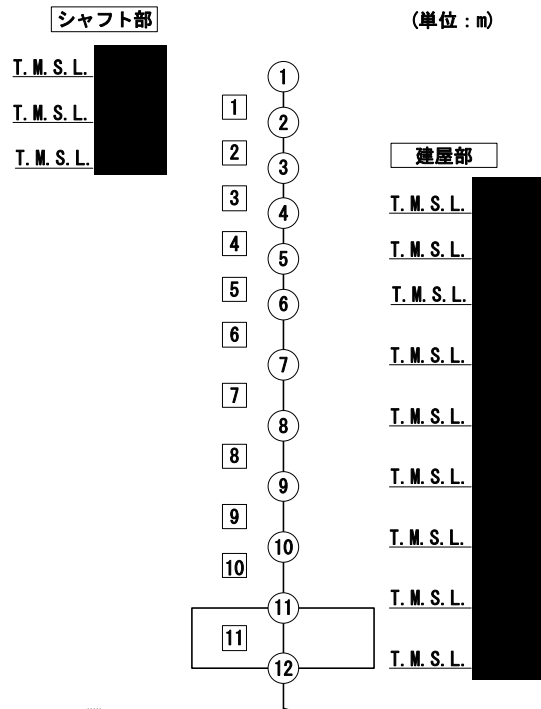 シャフト部 (単位：m)
T.M.S.L. 1
1
T.M.S.L. 2
2
T.M.S.L. 3
建屋部
3
4 T.M.S.L.
4
5 T.M.S.L.
5
6 T.M.S.L.
6
7 T.M.S.L.
7
8 T.M.S.L.
8
9 T.M.S.L.
9
10 T.M.S.L.
10
11 T.M.S.L.
11
12 T.M.S.L.